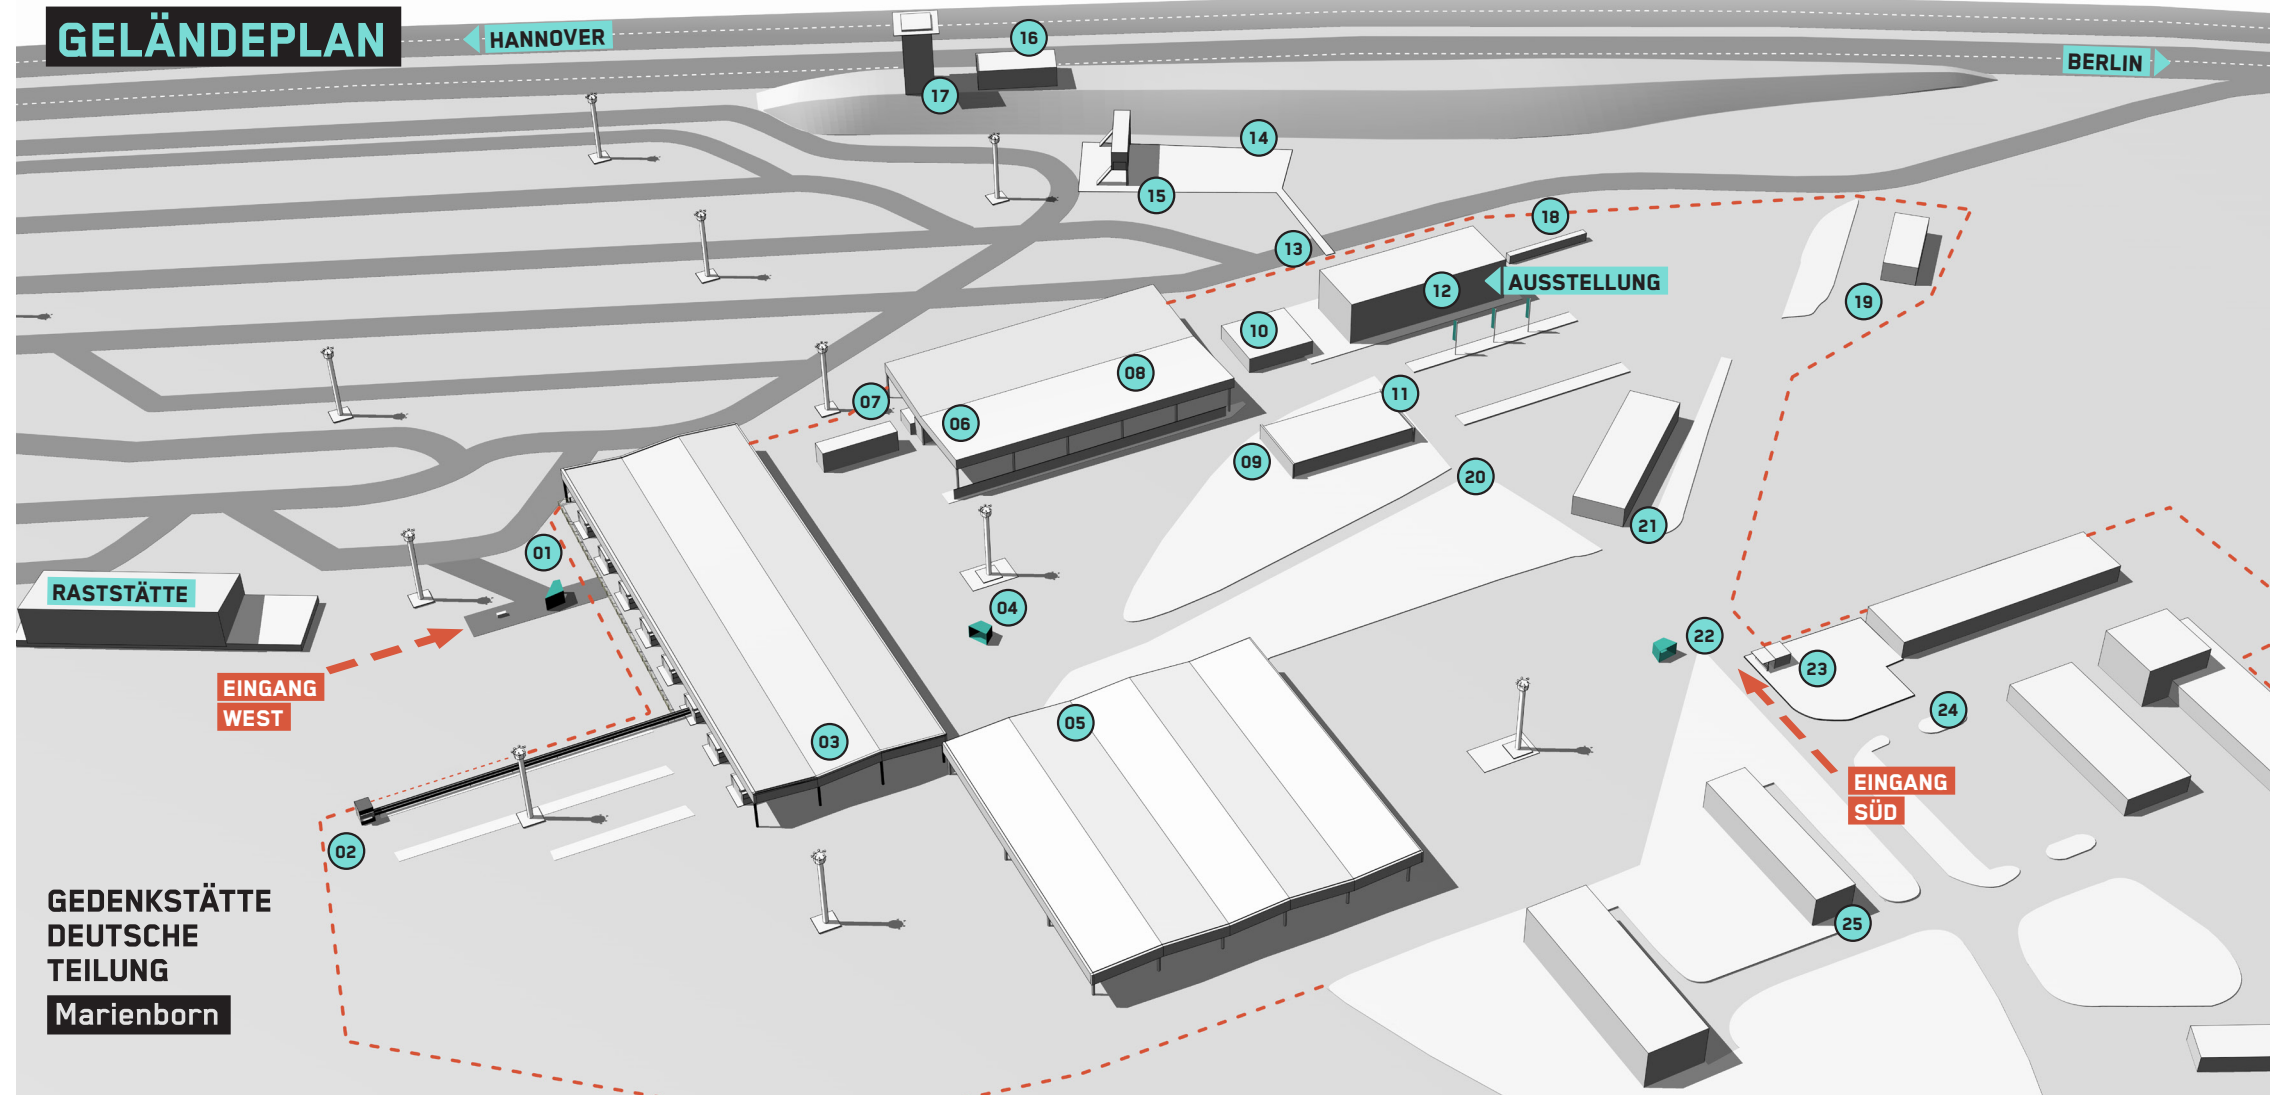 GELÄNDEPLAN
HANNOVER
BERLIN
16
17
14
15
18
13
12
AUSSTELLUNG
19
10
08
07
06
11
09
20
21
01
RASTSTÄTTE
04
22
23
EINGANG
WEST
24
03
05
EINGANG
SÜD
02
25
GEDENKSTÄTTE
DEUTSCHE
TEILUNG
Marienborn